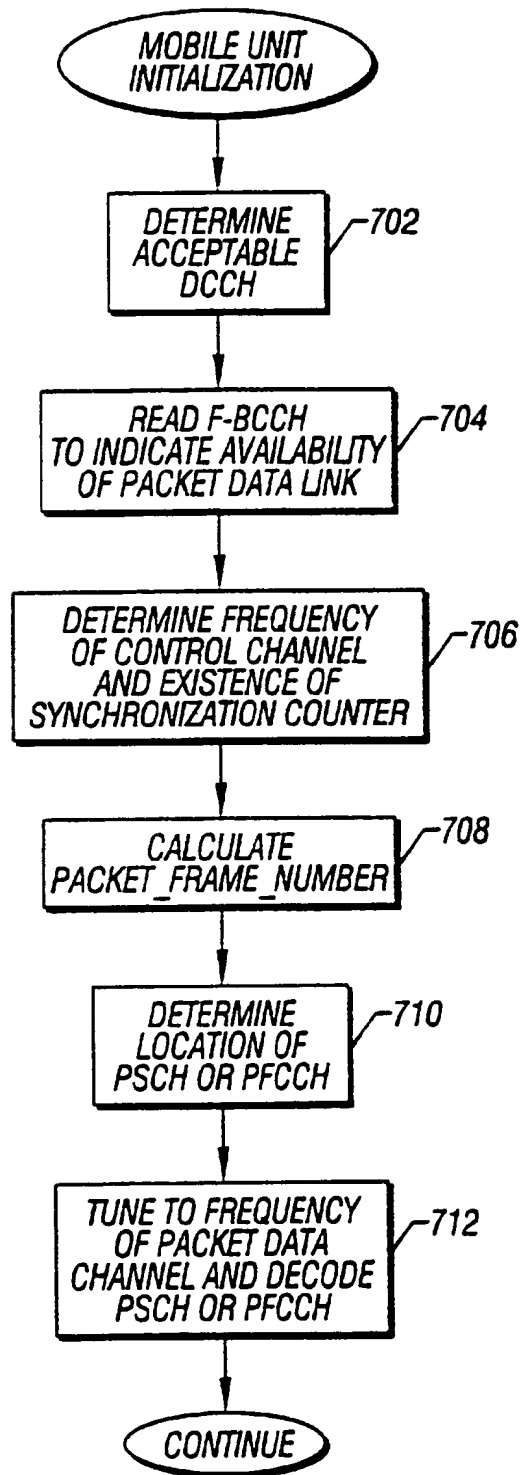 MOBILE UNIT
INITIALIZATION
DETERMINE
ACCEPTABLE
DCCH
702
READ F-BCCH
TO INDICATE AVAILABILITY
OF PACKET DATA LINK
704
DETERMINE FREQUENCY
OF CONTROL CHANNEL
AND EXISTENCE OF
SYNCHRONIZATION COUNTER
706
CALCULATE
PACKET_FRAME_NUMBER
708
DETERMINE
LOCATION OF
PSCH OR PFCCH
710
TUNE TO FREQUENCY
OF PACKET DATA
CHANNEL AND DECODE
PSCH OR PFCCH
712
CONTINUE